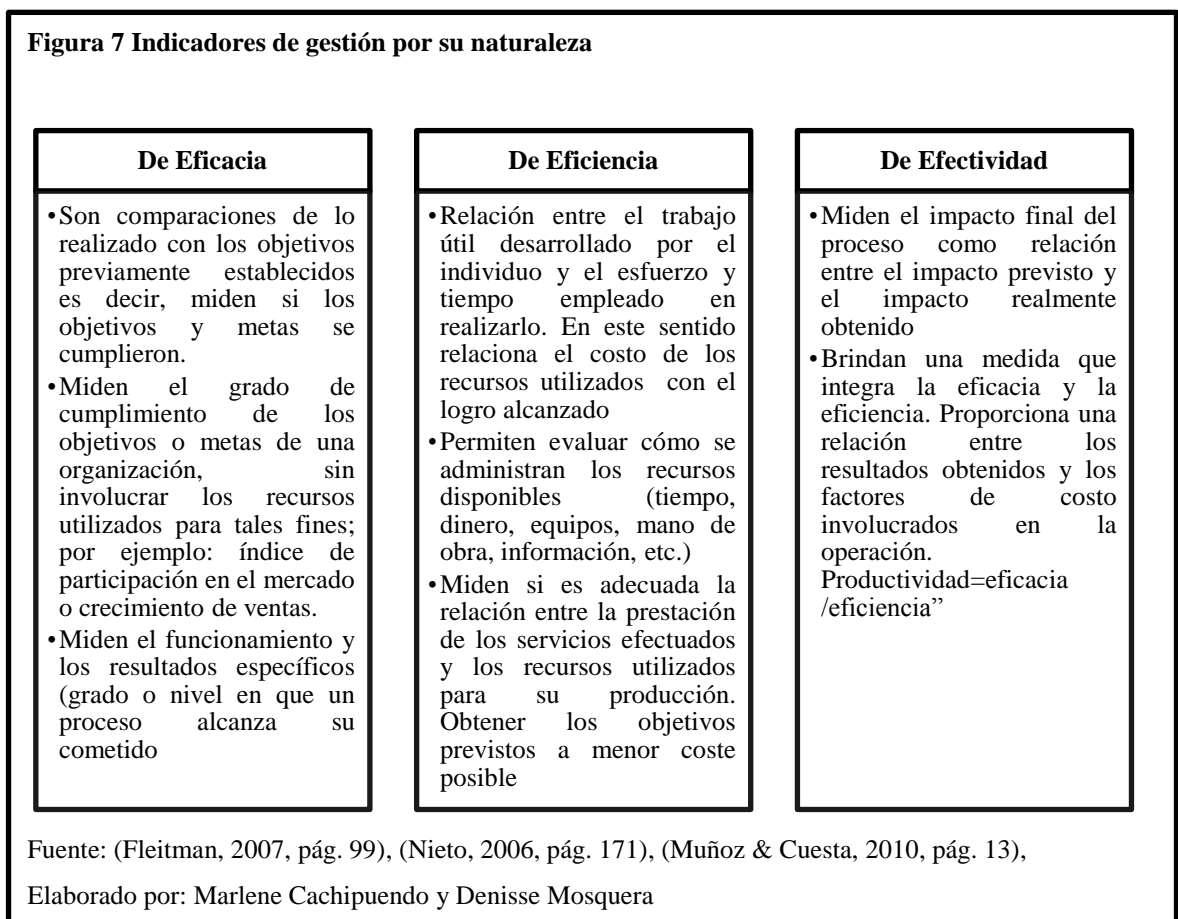 Figura 7 Indicadores de gestión por su naturaleza
De Eficacia
•Son comparaciones de lo
realizado con los objetivos
previamente establecidos
es decir, miden si los
objetivos y metas se
cumplieron.
•Miden el grado de
cumplimiento de los
objetivos o metas de una
organización, sin
involucrar los recursos
utilizados para tales fines;
por ejemplo: índice de
participación en el mercado
o crecimiento de ventas.
•Miden el funcionamiento y
los resultados específicos
(grado o nivel en que un
proceso alcanza su
cometido
De Eficiencia
•Relación entre el trabajo
útil desarrollado por el
individuo y el esfuerzo y
tiempo empleado en
realizarlo. En este sentido
relaciona el costo de los
recursos utilizados con el
logro alcanzado
•Permiten evaluar cómo se
administran los recursos
disponibles (tiempo,
dinero, equipos, mano de
obra, información, etc.)
•Miden si es adecuada la
relación entre la prestación
de los servicios efectuados
y los recursos utilizados
para su producción.
Obtener los objetivos
previstos a menor coste
posible
De Efectividad
•Miden el impacto final del
proceso como relación
entre el impacto previsto y
el impacto realmente
obtenido
•Brindan una medida que
integra la eficacia y la
eficiencia. Proporciona una
relación entre los
resultados obtenidos y los
factores de costo
involucrados en la
operación.
Productividad=eficacia
/eficiencia”
Fuente: (Fleitman, 2007, pág. 99), (Nieto, 2006, pág. 171), (Muñoz & Cuesta, 2010, pág. 13),
Elaborado por: Marlene Cachipuendo y Denisse Mosquera